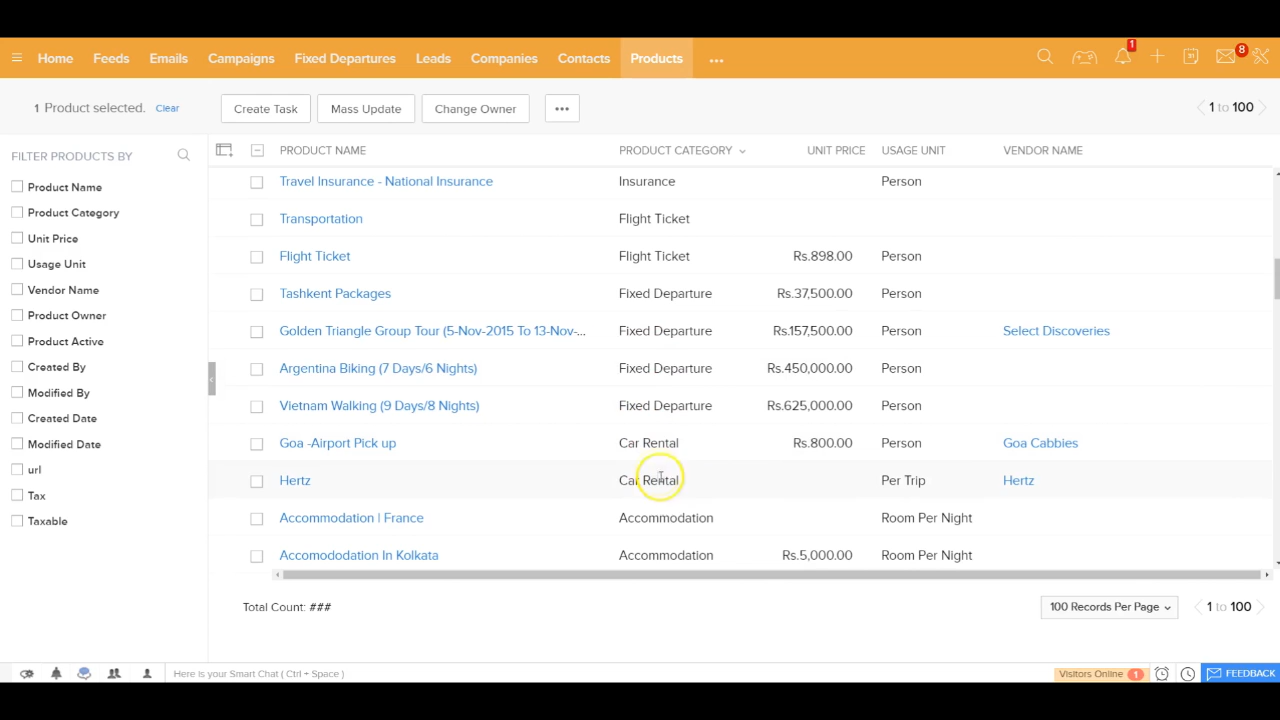 Home Feeds Emails Campaigns Fixed Departures Leads Companies Contacts Products ... 1 8
1 Product selected. Clear Create Task Mass Update Change Owner ... 1 to 100
FILTER PRODUCTS BY
Product Name
Product Category
Unit Price
Usage Unit
Vendor Name
Product Owner
Product Active
Created By
Modified By
Created Date
Modified Date
url
Tax
Taxable
PRODUCT NAME PRODUCT CATEGORY UNIT PRICE USAGE UNIT VENDOR NAME
Travel Insurance - National Insurance Insurance Person
Transportation Flight Ticket
Flight Ticket Flight Ticket Rs.898.00 Person
Tashkent Packages Fixed Departure Rs.37,500.00 Person
Golden Triangle Group Tour (5-Nov-2015 To 13-Nov-... Fixed Departure Rs.157,500.00 Person Select Discoveries
Argentina Biking (7 Days/6 Nights) Fixed Departure Rs.450,000.00 Person
Vietnam Walking (9 Days/8 Nights) Fixed Departure Rs.625,000.00 Person
Goa -Airport Pick up Car Rental Rs.800.00 Person Goa Cabbies
Hertz Car Rental Per Trip Hertz
Accommodation | France Accommodation Room Per Night
Accomododation In Kolkata Accommodation Rs.5,000.00 Room Per Night
Total Count: ### 100 Records Per Page 1 to 100
Here is your Smart Chat ( Ctrl + Space ) Visitors Online 1 FEEDBACK